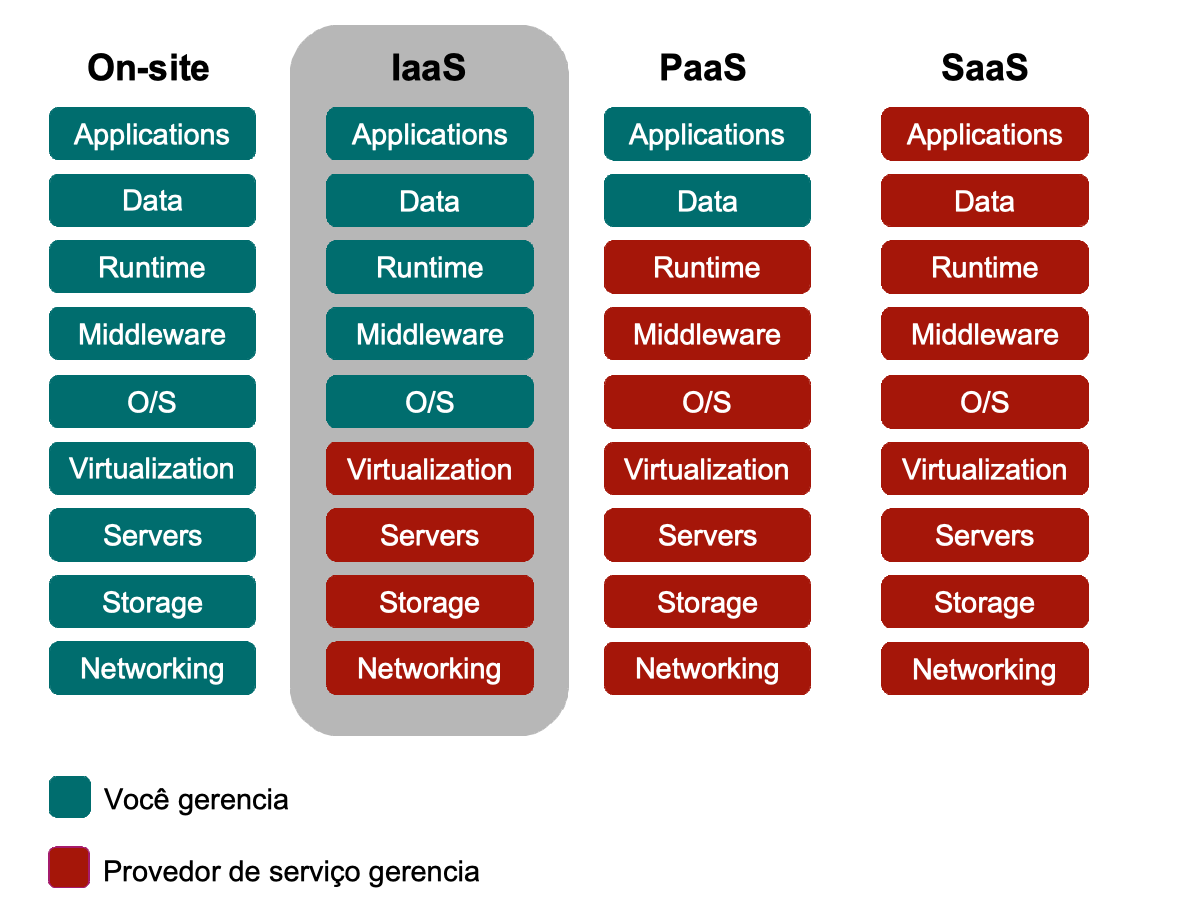 On-site
Applications
Data
Runtime
Middleware
O/S
Virtualization
Servers
Storage
Networking
IaaS
Applications
Data
Runtime
Middleware
O/S
Virtualization
Servers
Storage
Networking
PaaS
Applications
Data
Runtime
Middleware
O/S
Virtualization
Servers
Storage
Networking
SaaS
Applications
Data
Runtime
Middleware
O/S
Virtualization
Servers
Storage
Networking
Você gerencia
Provedor de serviço gerencia